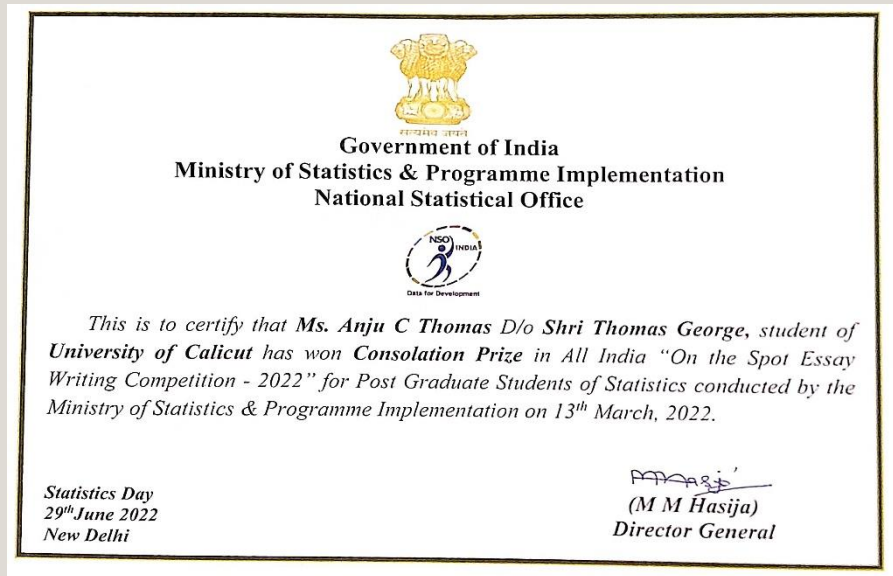 सत्यमेव जयते
Government of India
Ministry of Statistics & Programme Implementation
National Statistical Office
NSO
INDIA
Data for Development
This is to certify that Ms. Anju C Thomas D/o Shri Thomas George, student of
University of Calicut has won Consolation Prize in All India “On the Spot Essay
Writing Competition - 2022” for Post Graduate Students of Statistics conducted by the
Ministry of Statistics & Programme Implementation on 13th March, 2022.
Statistics Day
29th June 2022
New Delhi
(M M Hasija)
Director General